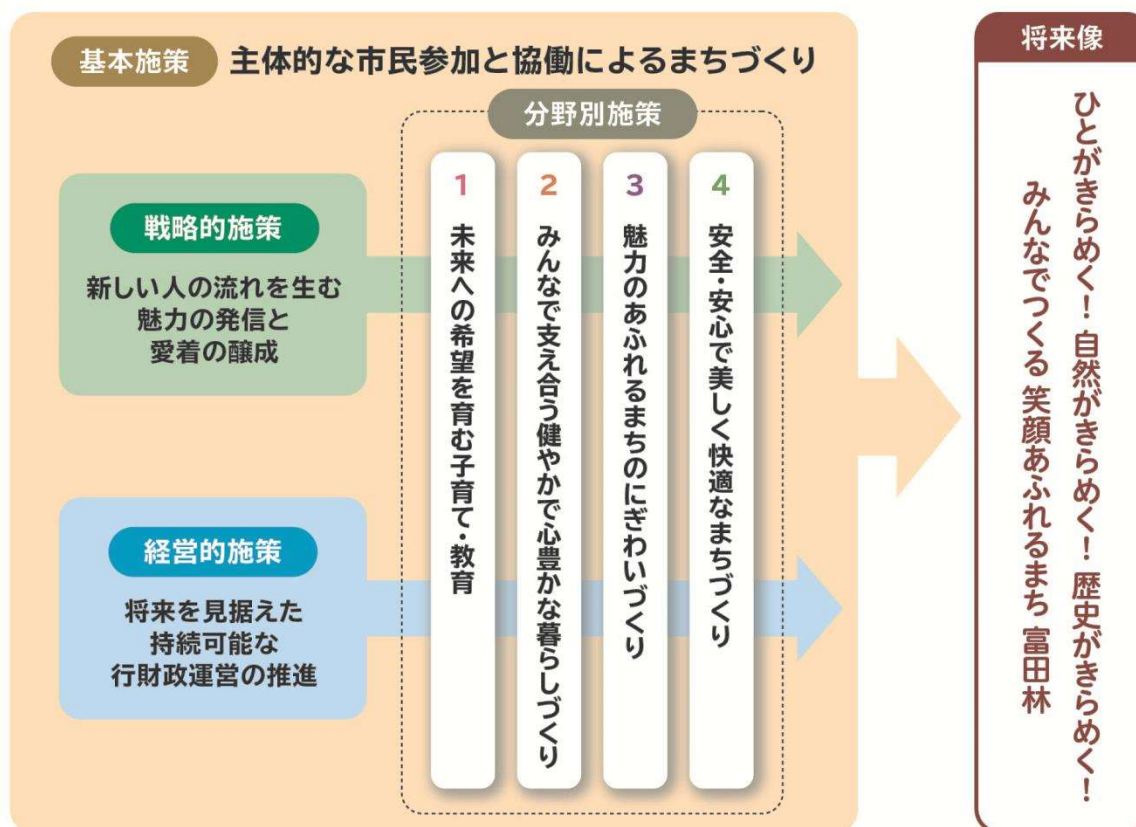 基本施策 主体的な市民参加と協働によるまちづくり
分野別施策
戦略的施策
新しい人の流れを生む
魅力の発信と
愛着の醸成
経営的施策
将来を見据えた
持続可能な
行財政運営の推進
1 未来への希望を育む子育て・教育
2 みんなで支え合う健やかで心豊かな暮らしづくり
3 魅力のあふれるまちのにぎわいづくり
4 安全・安心で美しく快適なまちづくり
将来像
ひとがきらめく！ 自然がきらめく！ 歴史がきらめく！
みんなでつくる 笑顔あふれるまち 富田林